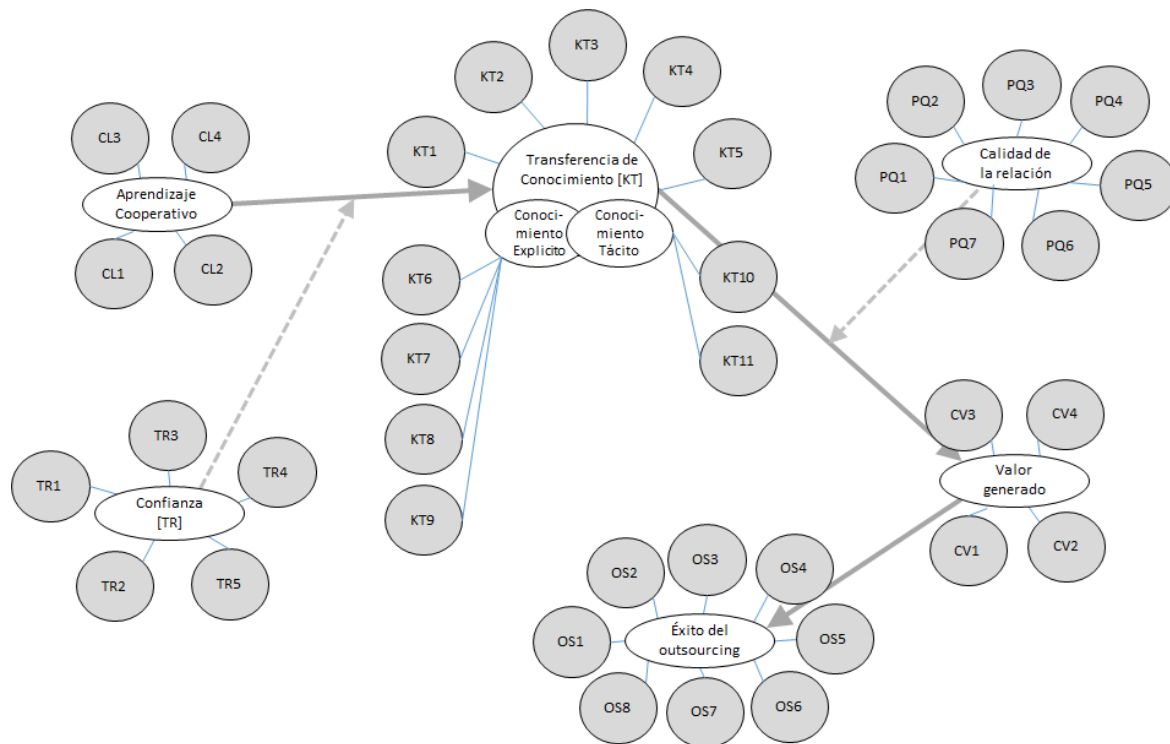 KT3
KT2
KT4
CL3
CL4
KT1
KT5
Transferencia de
Conocimiento [KT]
Conoci-
miento
Explícito
Conoci-
miento
Tácito
Aprendizaje
Cooperativo
CL1
CL2
KT6
KT7
KT8
KT9
KT10
KT11
PQ3
PQ2
PQ4
Calidad de
la relación
PQ1
PQ5
PQ7
PQ6
TR3
TR1
TR4
Confianza
[TR]
TR2
TR5
CV3
CV4
Valor
generado
CV1
CV2
OS3
OS2
OS4
OS1
Éxito del
outsourcing
OS5
OS8
OS7
OS6